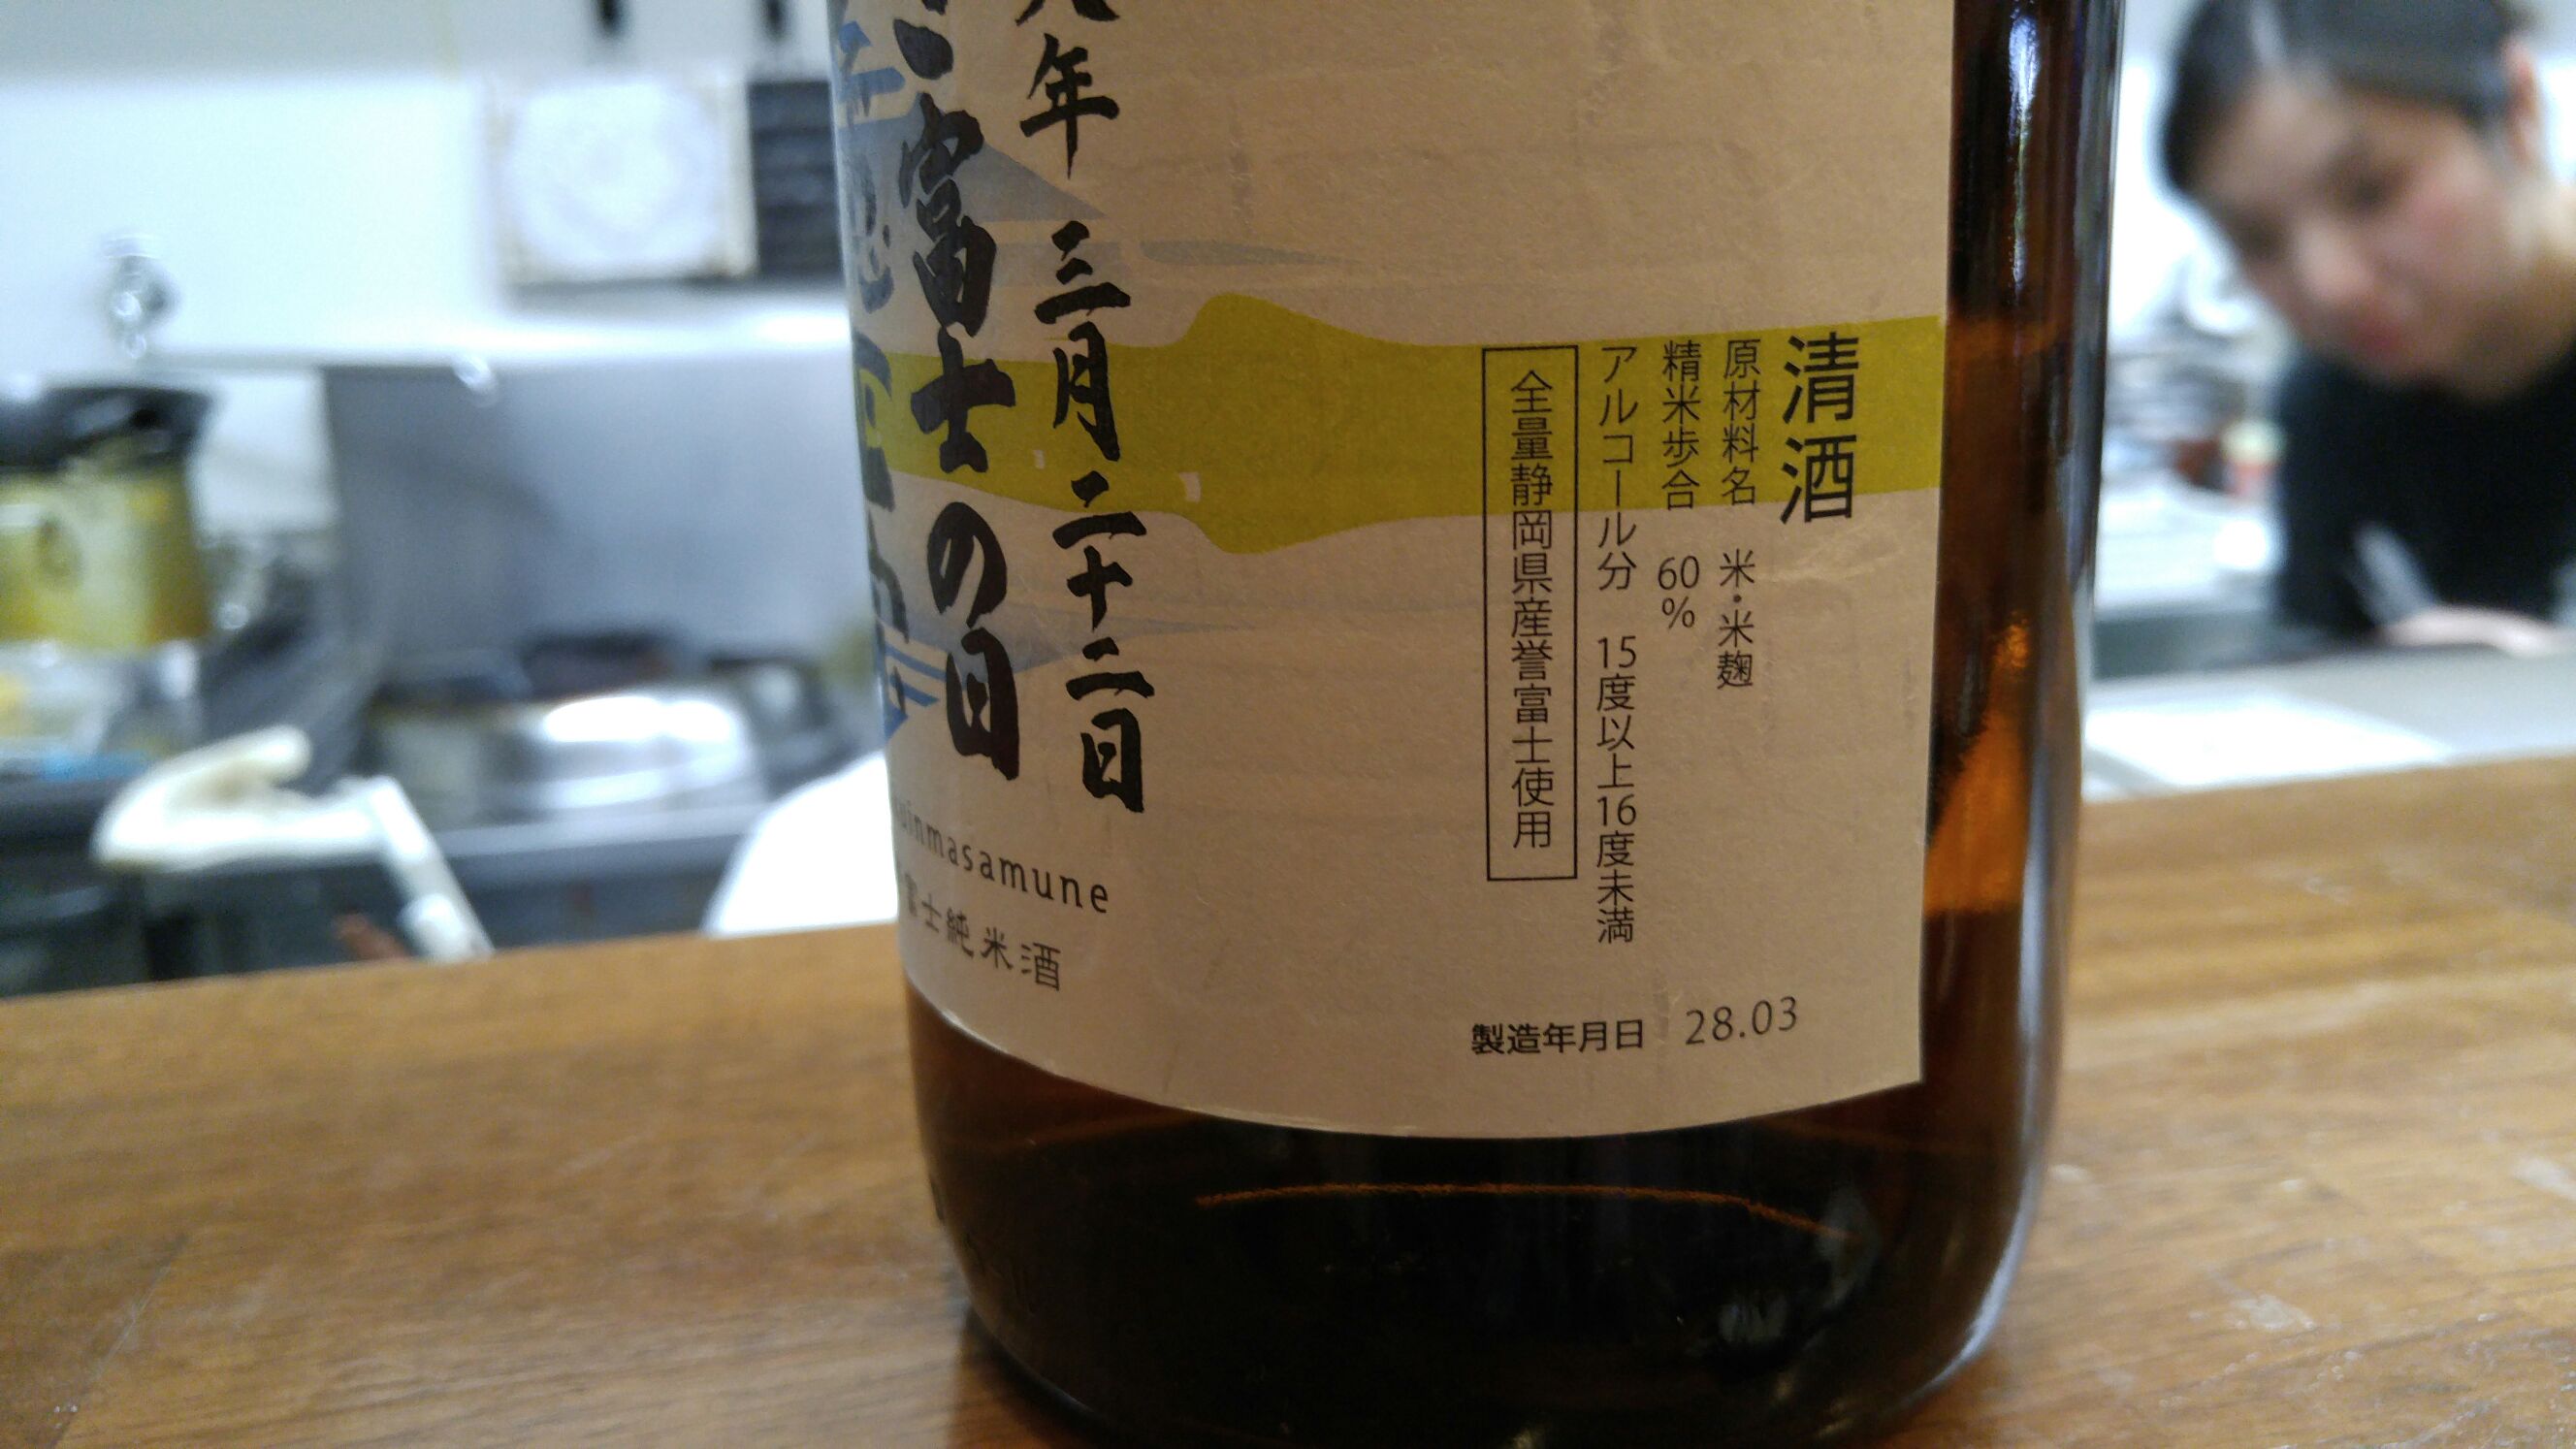 清酒
原材料名 米・米麹
精米歩合 60%
アルコール分 15度以上16度未満
全量静岡県産誉富士使用
製造年月日 28.03
年 三月二十二日
富士の日
inmasamune
士純米酒